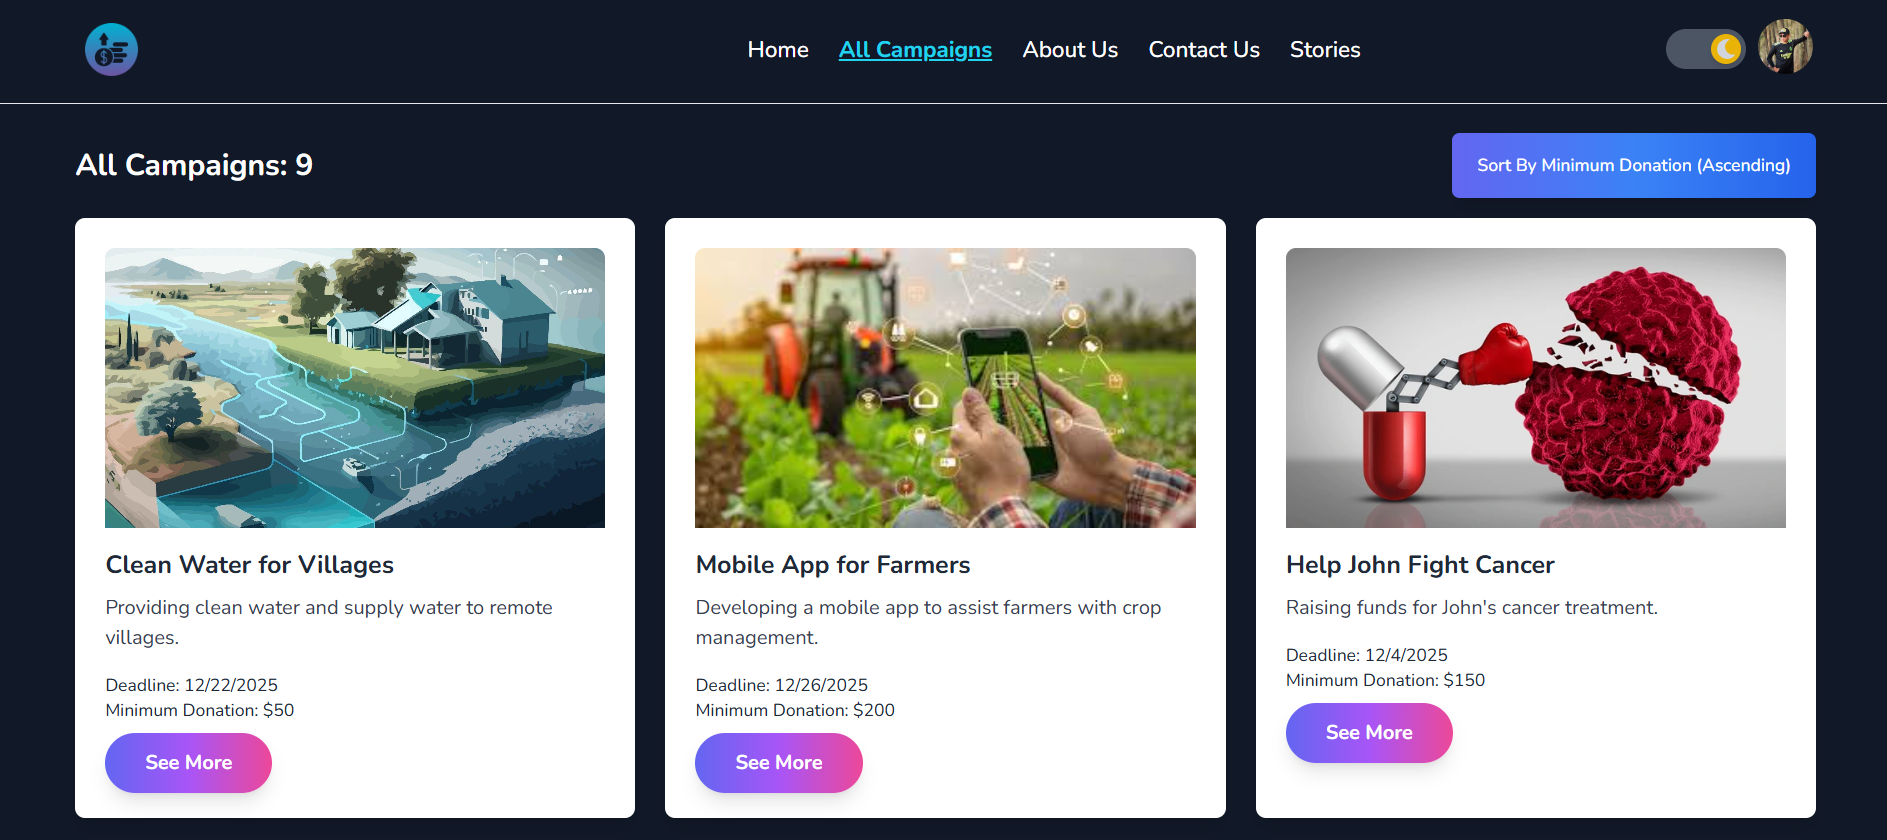 Home All Campaigns About Us Contact Us Stories
All Campaigns: 9
Sort By Minimum Donation (Ascending)
Clean Water for Villages
Providing clean water and supply water to remote
villages.
Deadline: 12/22/2025
Minimum Donation: $50
See More
Mobile App for Farmers
Developing a mobile app to assist farmers with crop
management.
Deadline: 12/26/2025
Minimum Donation: $200
See More
Help John Fight Cancer
Raising funds for John's cancer treatment.
Deadline: 12/4/2025
Minimum Donation: $150
See More